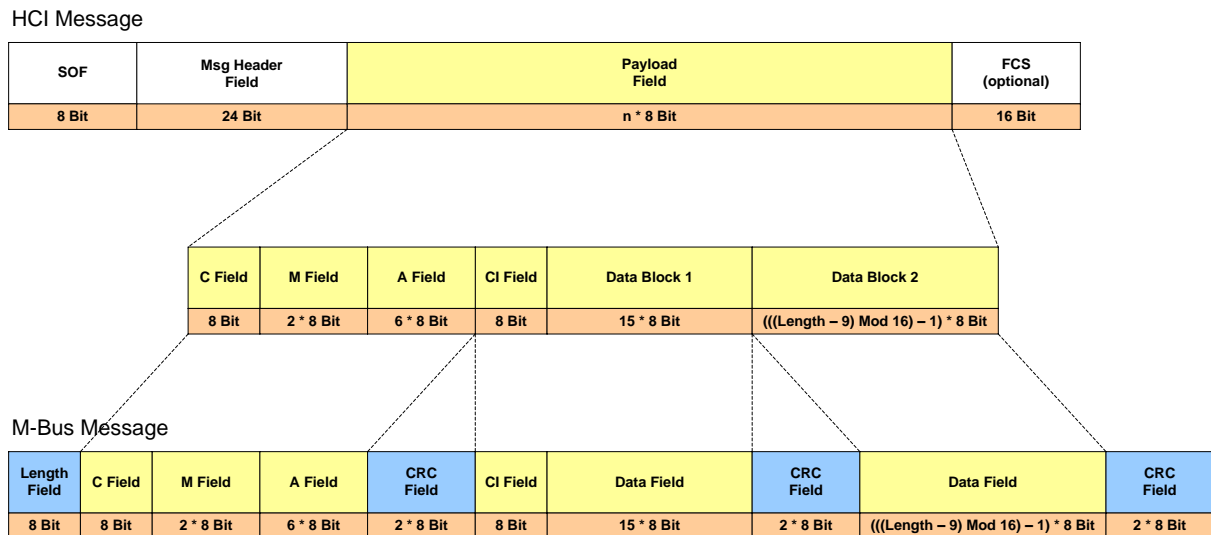 HCI Message
SOF
Msg Header
Field
Payload
Field
FCS
(optional)
8 Bit
24 Bit
n * 8 Bit
16 Bit
C Field
M Field
A Field
CI Field
Data Block 1
Data Block 2
8 Bit
2 * 8 Bit
6 * 8 Bit
8 Bit
15 * 8 Bit
(((Length – 9) Mod 16) – 1) * 8 Bit
M-Bus Message
Length
Field
C Field
M Field
A Field
CRC
Field
CI Field
Data Field
CRC
Field
Data Field
CRC
Field
8 Bit
8 Bit
2 * 8 Bit
6 * 8 Bit
2 * 8 Bit
8 Bit
15 * 8 Bit
2 * 8 Bit
(((Length – 9) Mod 16) – 1) * 8 Bit
2 * 8 Bit